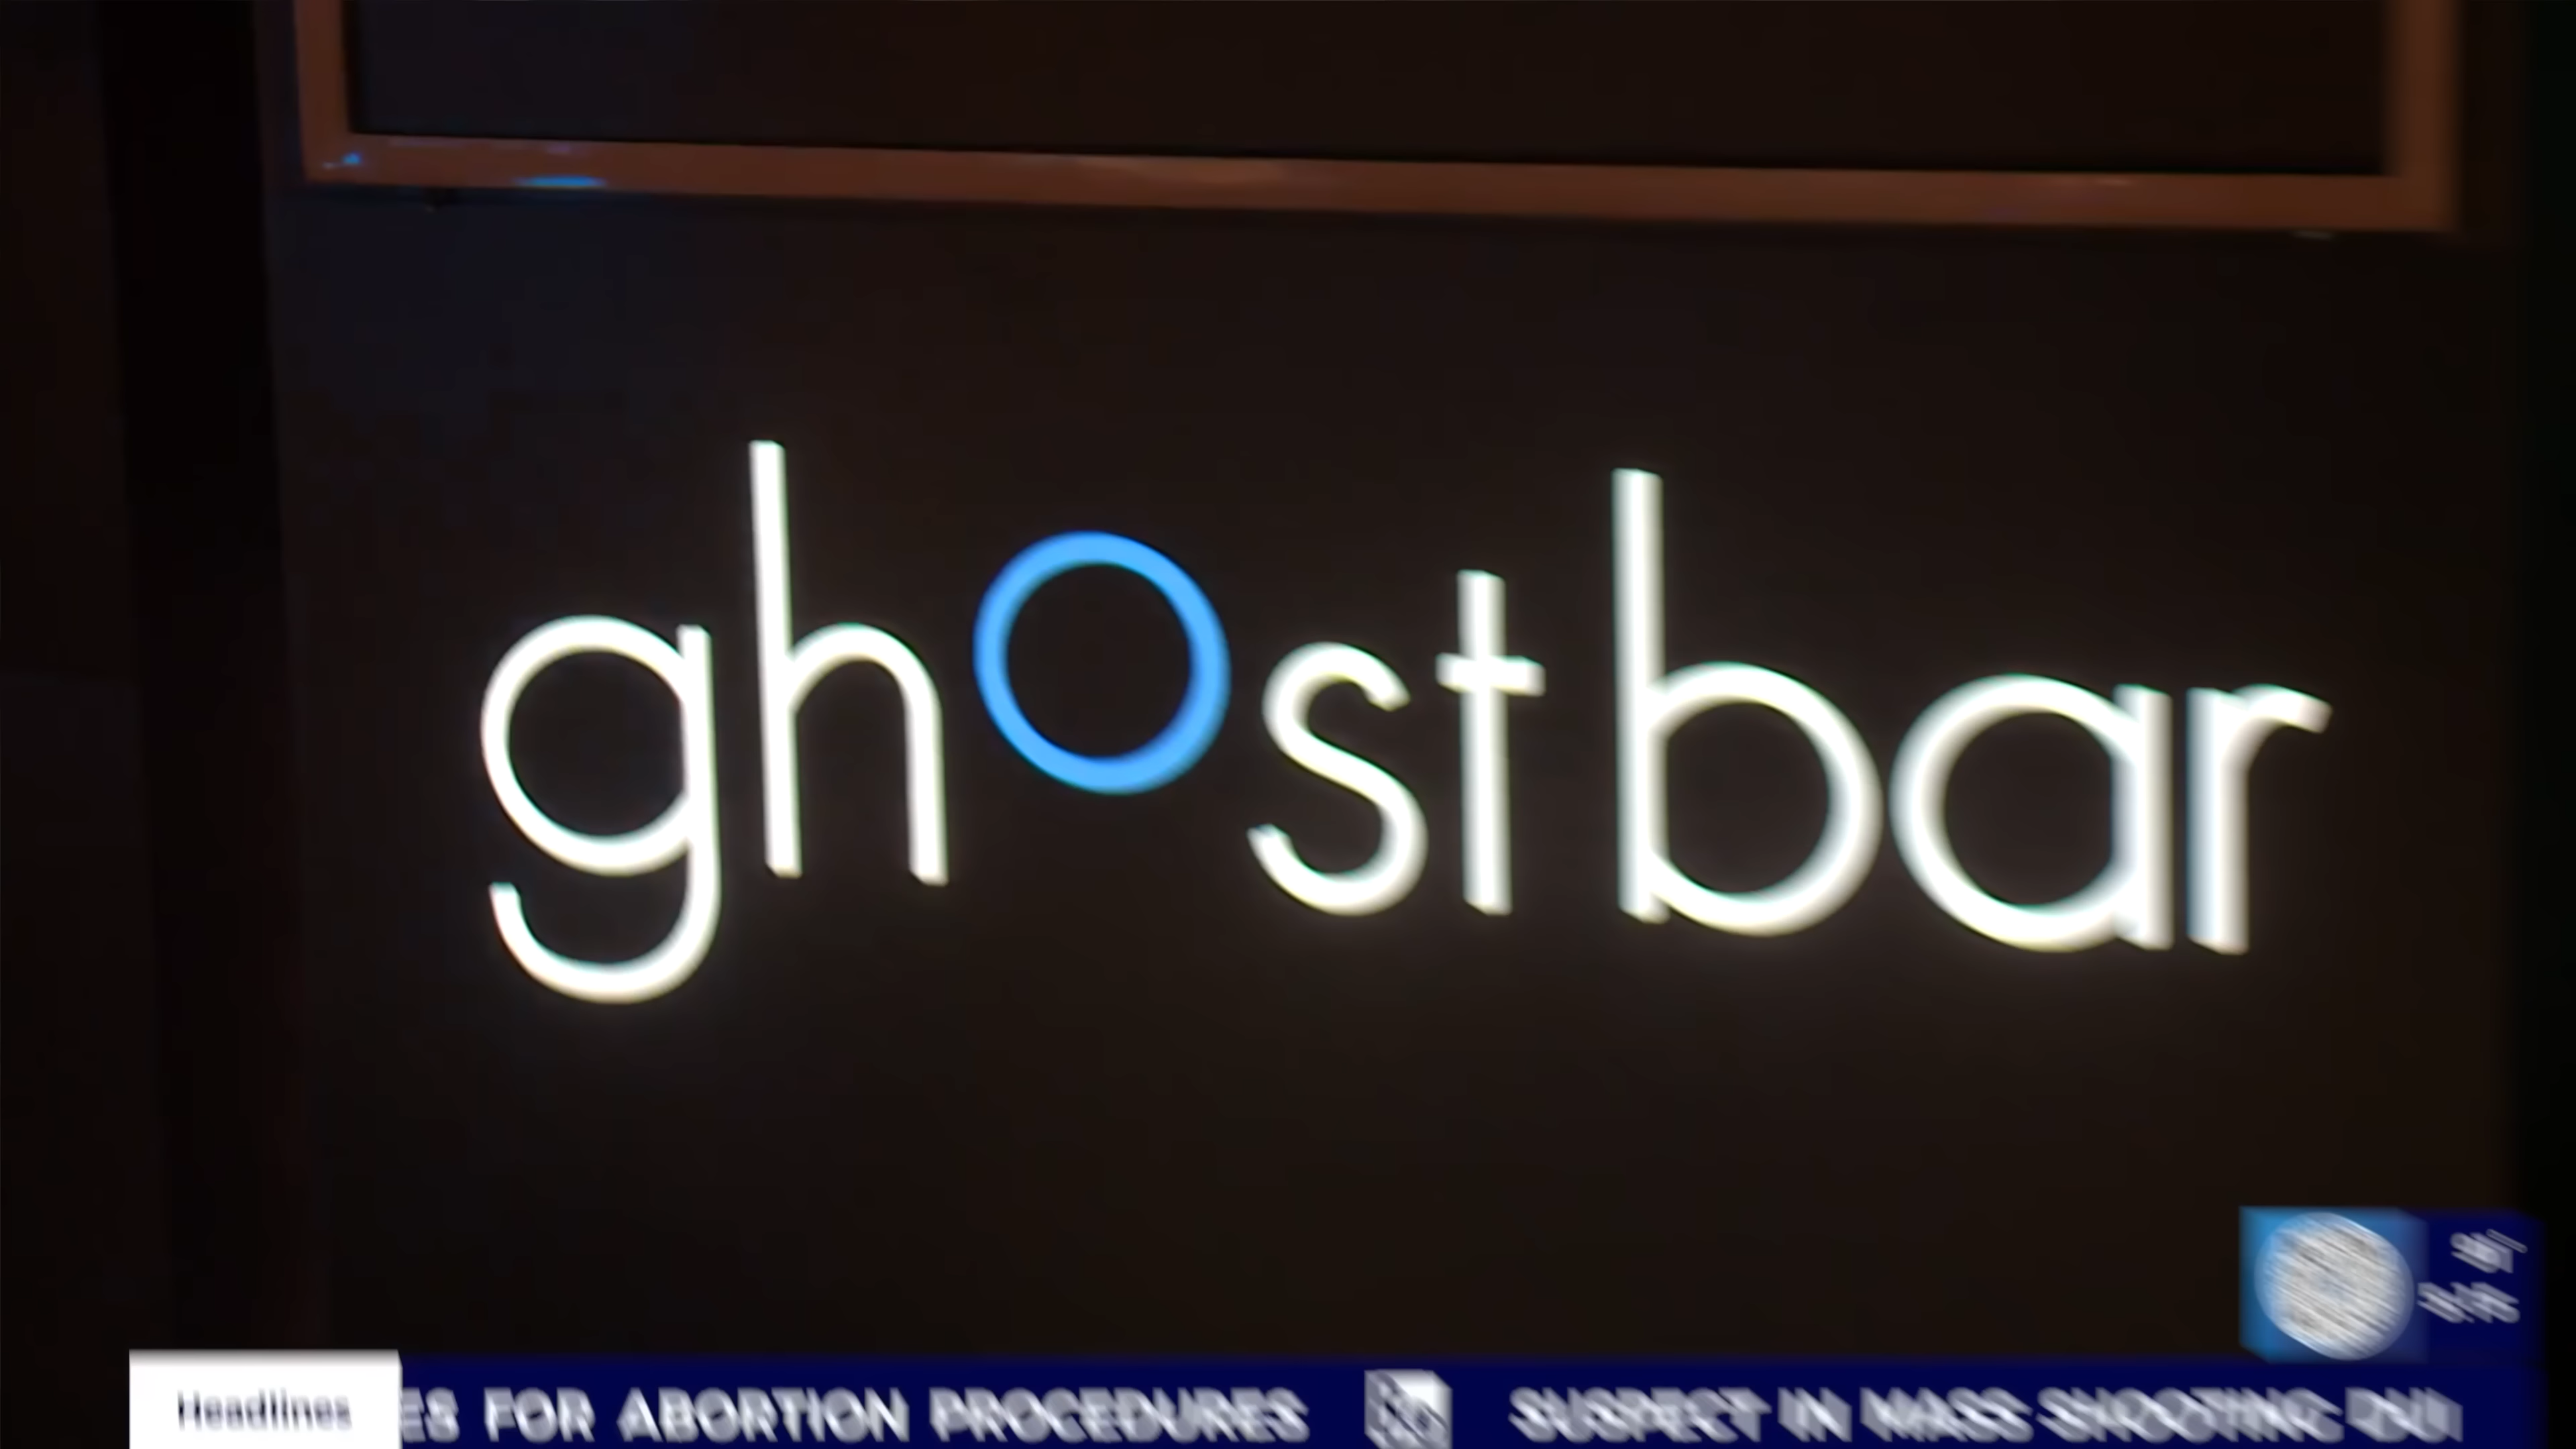 ghostbar
Headlines
ES FOR ABORTION PROCEDURES SUSPECT IN MASS SHOOTING